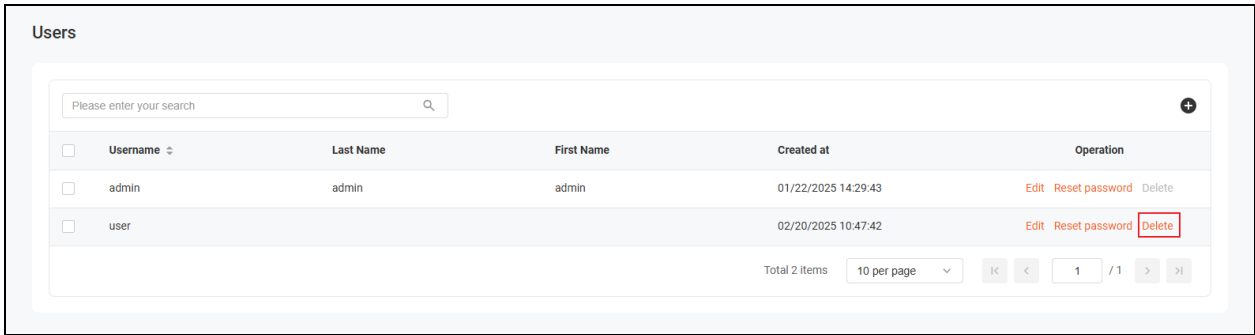 Users
Please enter your search
Username Last Name First Name Created at Operation
admin admin admin 01/22/2025 14:29:43 Edit Reset password Delete
user 02/20/2025 10:47:42 Edit Reset password Delete
Total 2 items 10 per page 1 / 1